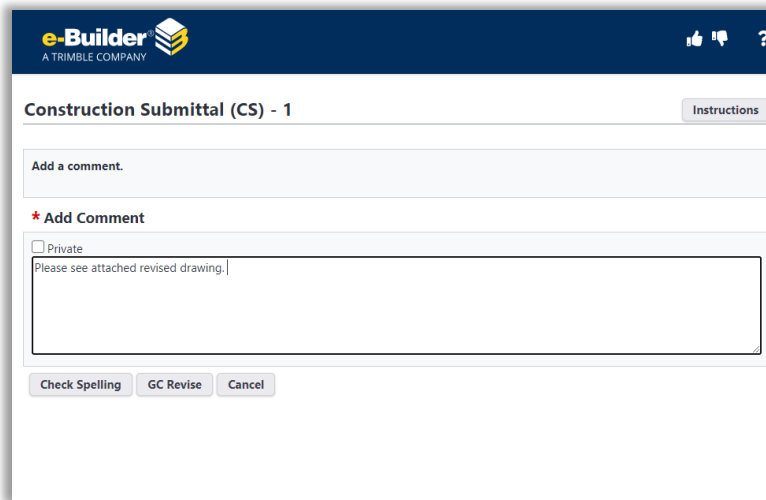 e-Builder®
A TRIMBLE COMPANY
?
Construction Submittal (CS) - 1
Instructions
Add a comment.
* Add Comment
Private
Please see attached revised drawing.
Check Spelling GC Revise Cancel